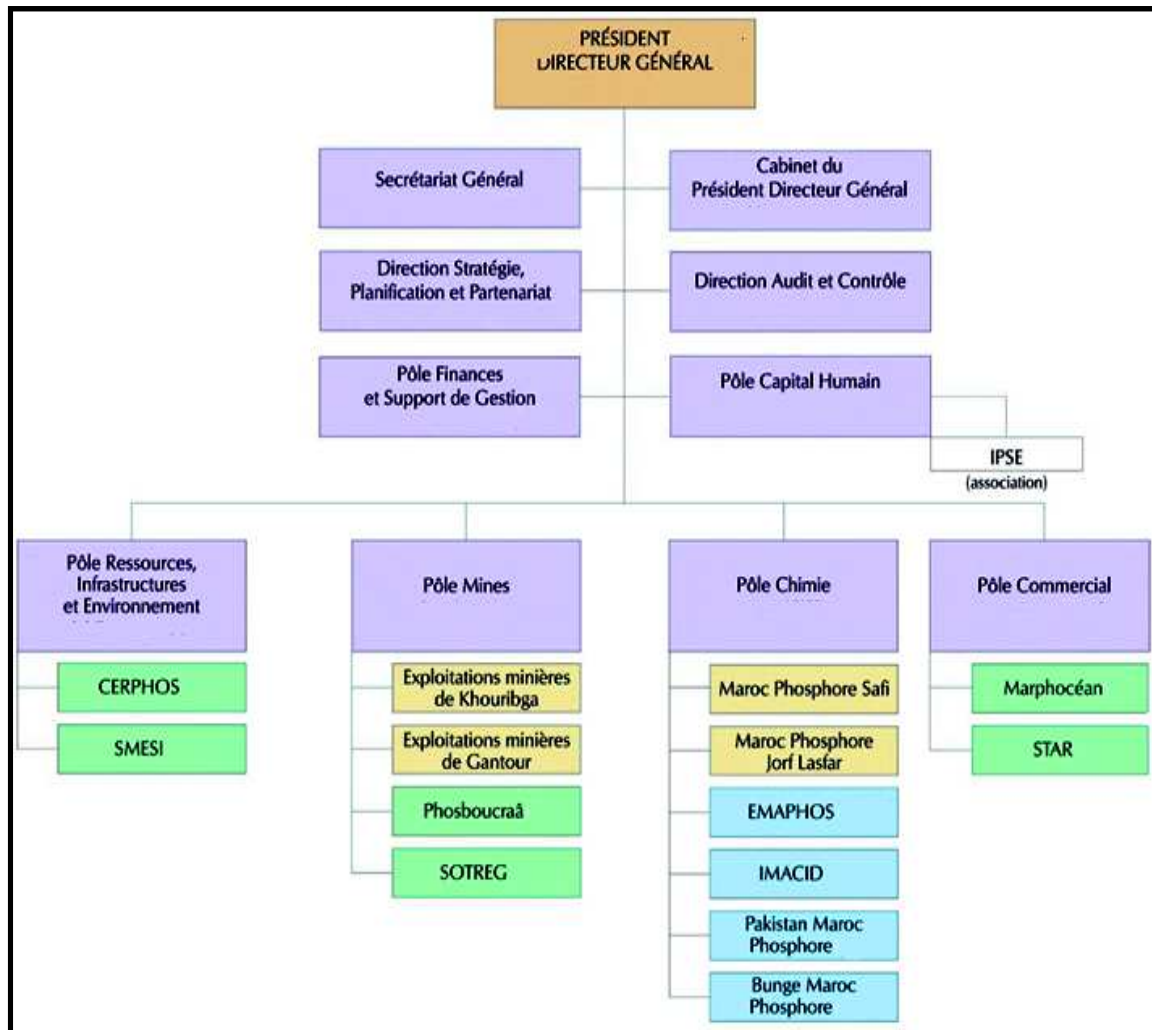 PRÉSIDENT
DIRECTEUR GÉNÉRAL
Secrétariat Général
Cabinet du
Président Directeur Général
Direction Stratégie,
Planification et Partenariat
Direction Audit et Contrôle
Pôle Finances
et Support de Gestion
Pôle Capital Humain
IPSE
(association)
Pôle Ressources,
Infrastructures
et Environnement
Pôle Mines
Pôle Chimie
Pôle Commercial
CERPHOS
SMESI
Exploitations minières
de Khouribga
Exploitations minières
de Gantour
Phosboucraâ
SOTREG
Maroc Phosphore Safi
Maroc Phosphore
Jorf Lasfar
EMAPHOS
IMACID
Pakistan Maroc
Phosphore
Bunge Maroc
Phosphore
Marphocéan
STAR